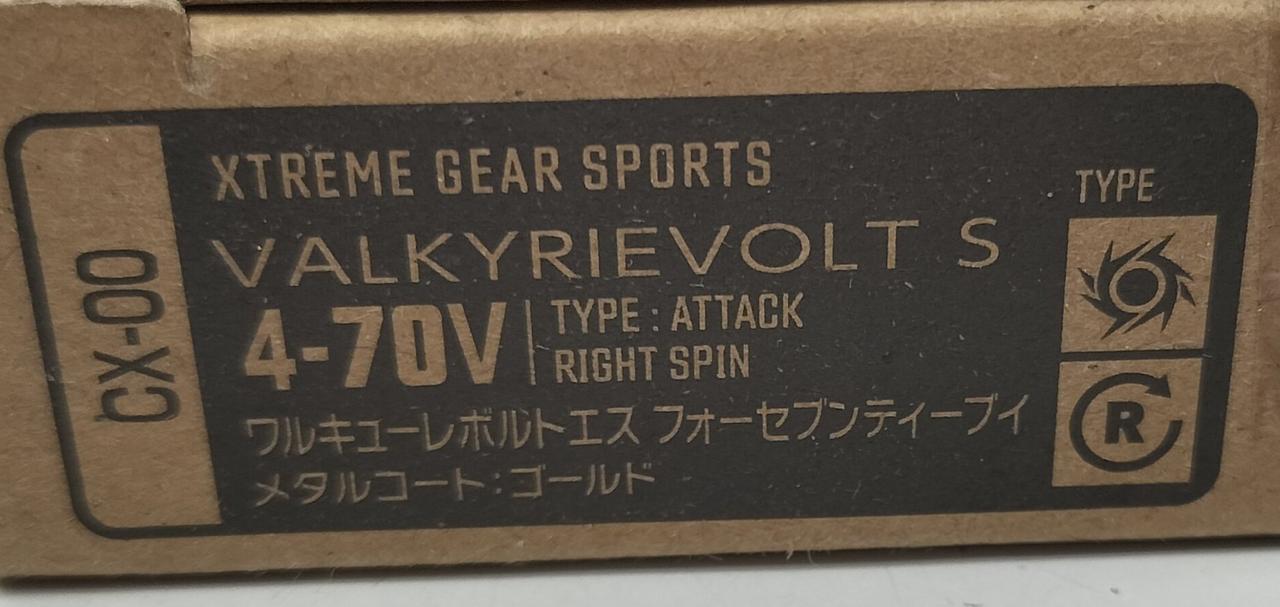 CX-00
XTREME GEAR SPORTS
VALKYRIEVOLT S
4-70V
TYPE : ATTACK
RIGHT SPIN
ワルキューレボルトエス フォーセブンティーブイ
メタルコート：ゴールド
TYPE
R